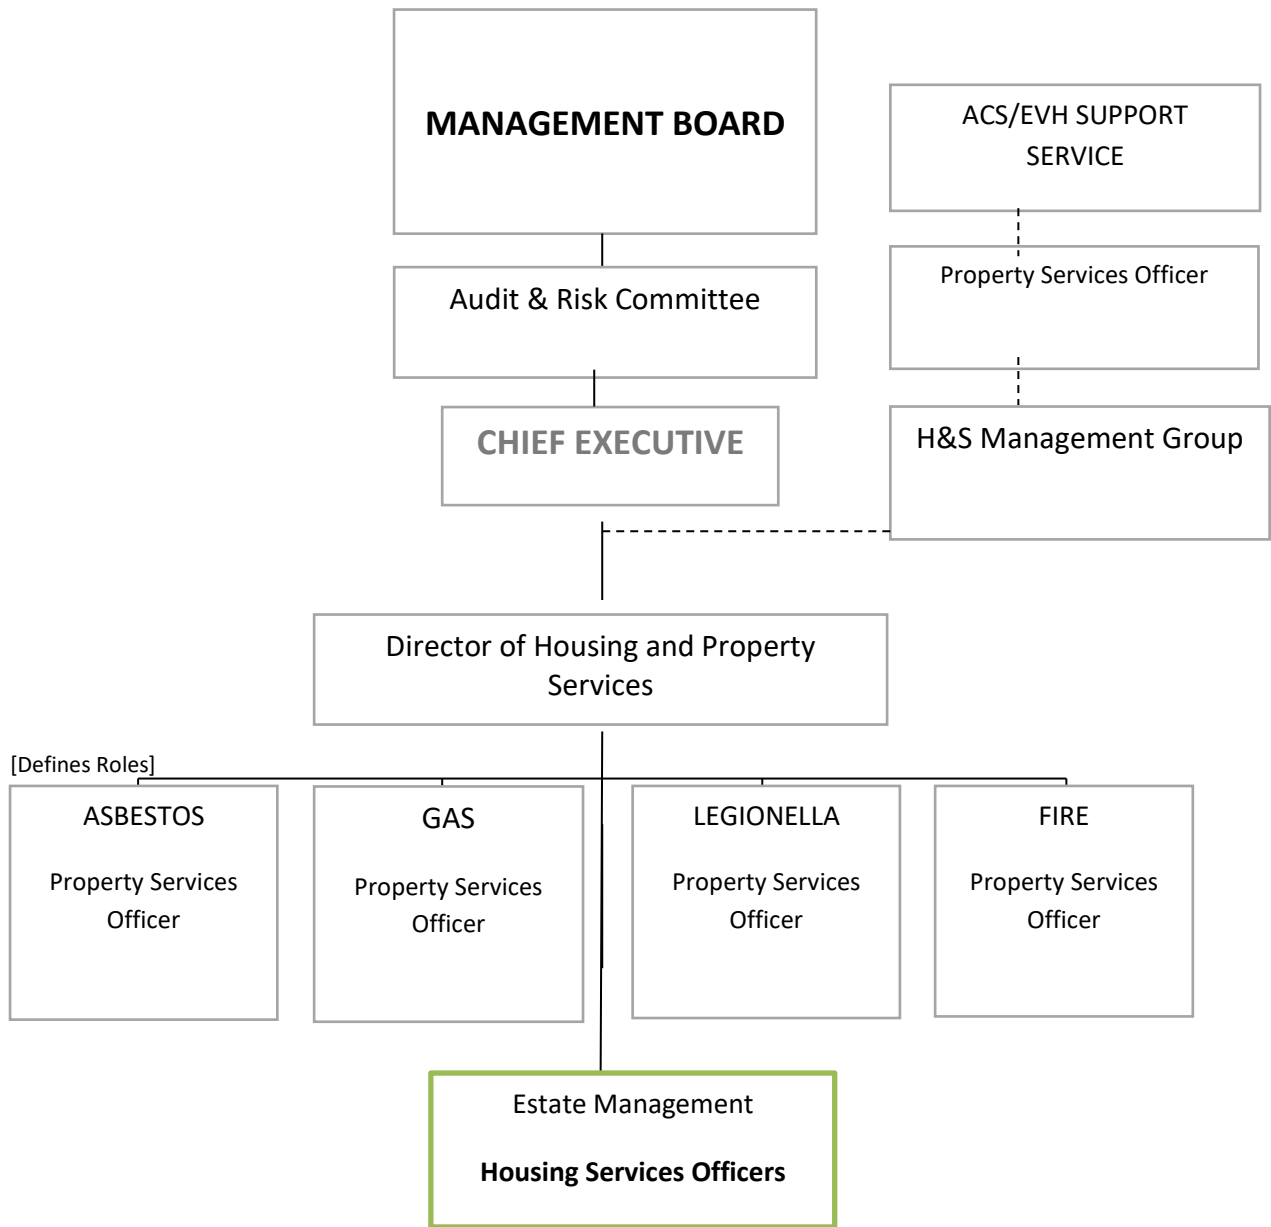 MANAGEMENT BOARD
ACS/EVH SUPPORT
SERVICE
Audit & Risk Committee
Property Services Officer
CHIEF EXECUTIVE
H&S Management Group
Director of Housing and Property
Services
[Defines Roles]
ASBESTOS
Property Services
Officer
GAS
Property Services
Officer
LEGIONELLA
Property Services
Officer
FIRE
Property Services
Officer
Estate Management
Housing Services Officers